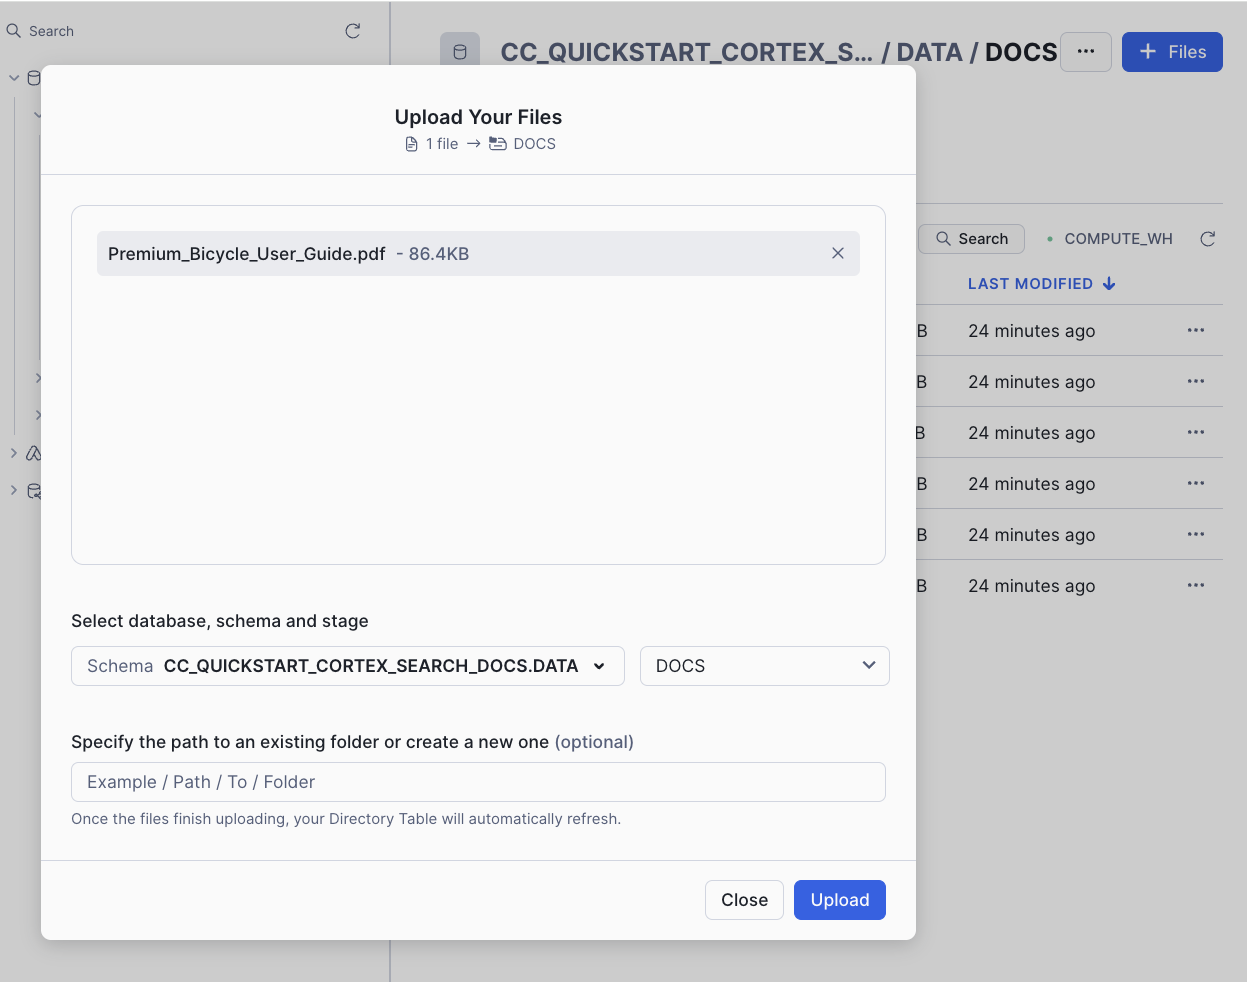 Search
CC_QUICKSTART_CORTEX_S... / DATA / DOCS
...
+ Files
Upload Your Files
1 file → DOCS
Premium_Bicycle_User_Guide.pdf - 86.4KB
Search
COMPUTE_WH
LAST MODIFIED
B 24 minutes ago
B 24 minutes ago
B 24 minutes ago
B 24 minutes ago
B 24 minutes ago
B 24 minutes ago
Select database, schema and stage
Schema CC_QUICKSTART_CORTEX_SEARCH_DOCS.DATA
DOCS
Specify the path to an existing folder or create a new one (optional)
Example / Path / To / Folder
Once the files finish uploading, your Directory Table will automatically refresh.
Close
Upload